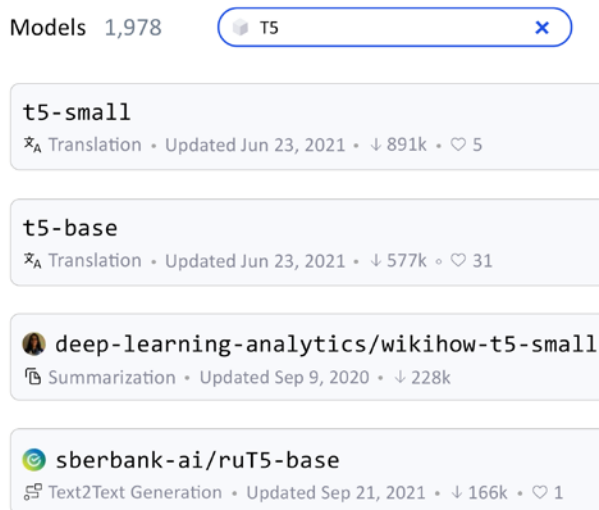 Models 1,978 T5
t5-small
Translation • Updated Jun 23, 2021 • ↓ 891k • ♡ 5
t5-base
Translation • Updated Jun 23, 2021 • ↓ 577k ◦ ♡ 31
deep-learning-analytics/wikihow-t5-small
Summarization • Updated Sep 9, 2020 • ↓ 228k
sberbank-ai/ruT5-base
Text2Text Generation • Updated Sep 21, 2021 • ↓ 166k • ♡ 1